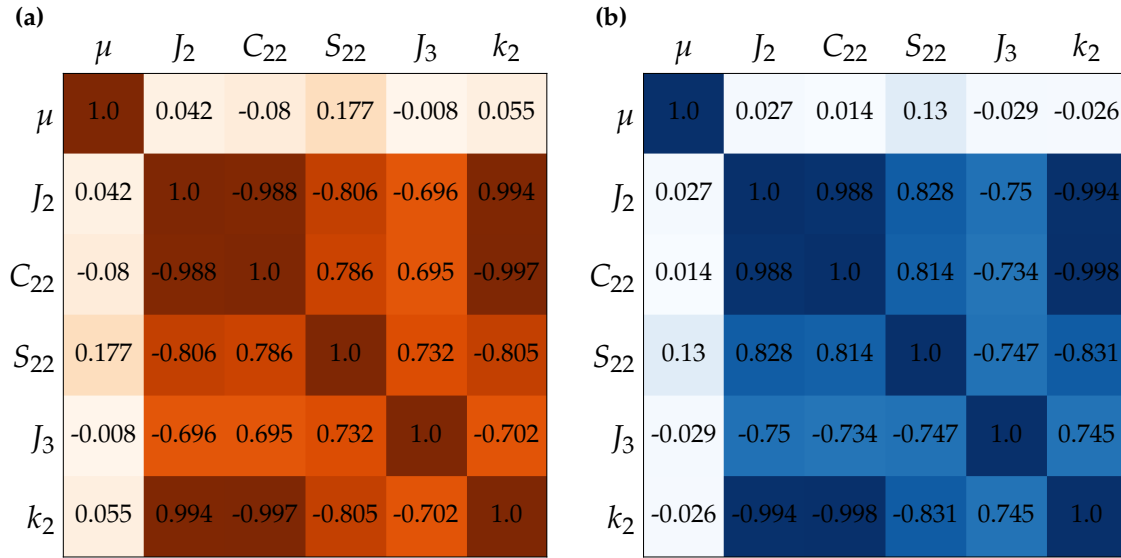 (a)
μ J₂ C₂₂ S₂₂ J₃ k₂
μ 1.0 0.042 -0.08 0.177 -0.008 0.055
J₂ 0.042 1.0 -0.988 -0.806 -0.696 0.994
C₂₂ -0.08 -0.988 1.0 0.786 0.695 -0.997
S₂₂ 0.177 -0.806 0.786 1.0 0.732 -0.805
J₃ -0.008 -0.696 0.695 0.732 1.0 -0.702
k₂ 0.055 0.994 -0.997 -0.805 -0.702 1.0
(b)
μ J₂ C₂₂ S₂₂ J₃ k₂
μ 1.0 0.027 0.014 0.13 -0.029 -0.026
J₂ 0.027 1.0 0.988 0.828 -0.75 -0.994
C₂₂ 0.014 0.988 1.0 0.814 -0.734 -0.998
S₂₂ 0.13 0.828 0.814 1.0 -0.747 -0.831
J₃ -0.029 -0.75 -0.734 -0.747 1.0 0.745
k₂ -0.026 -0.994 -0.998 -0.831 0.745 1.0